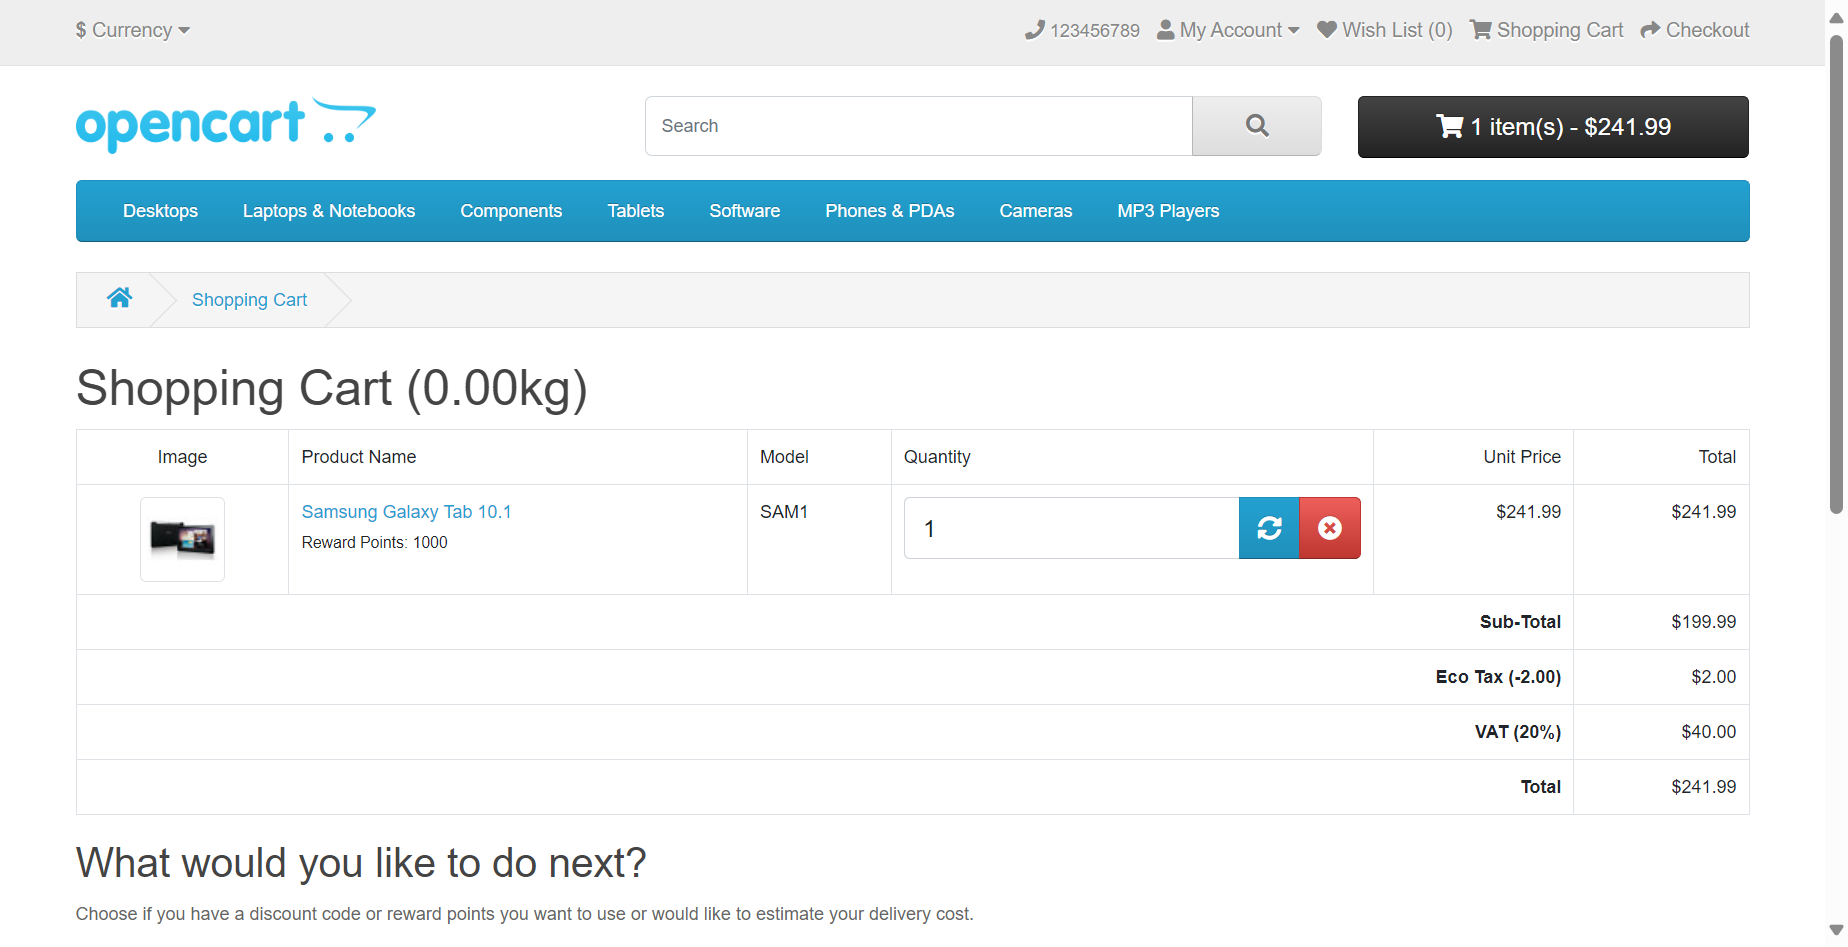 $ Currency
123456789 My Account Wish List (0) Shopping Cart Checkout
opencart
Search
1 item(s) - $241.99
Desktops Laptops & Notebooks Components Tablets Software Phones & PDAs Cameras MP3 Players
Shopping Cart
Shopping Cart (0.00kg)
Image Product Name Model Quantity Unit Price Total
Samsung Galaxy Tab 10.1 SAM1 1 $241.99 $241.99
Reward Points: 1000
Sub-Total $199.99
Eco Tax (-2.00) $2.00
VAT (20%) $40.00
Total $241.99
What would you like to do next?
Choose if you have a discount code or reward points you want to use or would like to estimate your delivery cost.